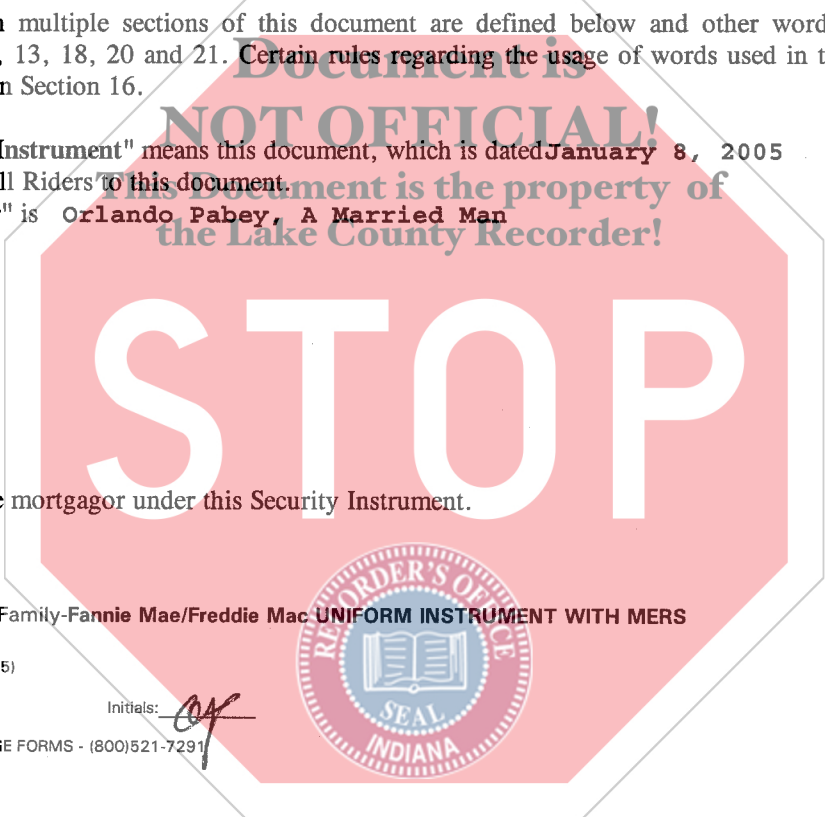 multiple sections of this document are defined below and other word
13, 18, 20 and 21. Certain rules regarding the usage of words used in t
n Section 16.
Document is
NOT OFFICIAL!
Instrument" means this document, which is dated January 8, 2005
ll Riders to this document.
This Document is the property of
" is Orlando Pabey, A Married Man
the Lake County Recorder!
STOP
mortgagor under this Security Instrument.
RECORDER'S OFFICE
Family-Fannie Mae/Freddie Mac UNIFORM INSTRUMENT WITH MERS
5)
SEAL
Initials:
INDIANA
GE FORMS - (800)521-7291